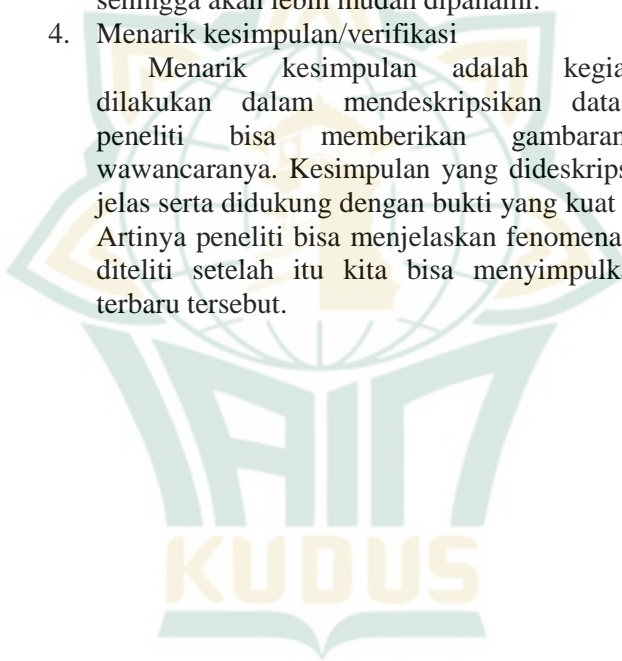 sehingga akan lebih mudah dipahami.
4. Menarik kesimpulan/verifikasi
Menarik kesimpulan adalah kegia
dilakukan dalam mendeskripsikan data
peneliti bisa memberikan gambaran
wawancaranya. Kesimpulan yang dideskrips
jelas serta didukung dengan bukti yang kuat
Artinya peneliti bisa menjelaskan fenomena
diteliti setelah itu kita bisa menyimpulk
terbaru tersebut.
IAIN
KUDUS